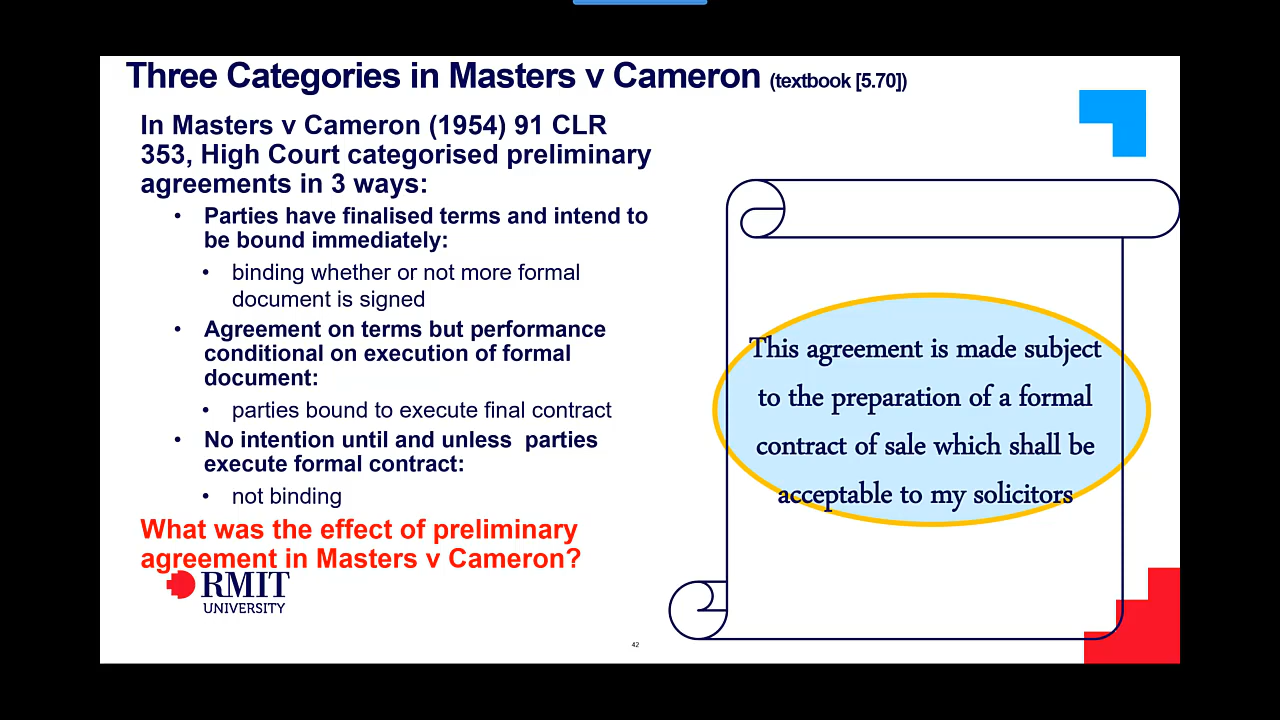 Three Categories in Masters v Cameron (textbook [5.70])
In Masters v Cameron (1954) 91 CLR
353, High Court categorised preliminary
agreements in 3 ways:
• Parties have finalised terms and intend to
be bound immediately:
• binding whether or not more formal
document is signed
• Agreement on terms but performance
conditional on execution of formal
document:
• parties bound to execute final contract
• No intention until and unless parties
execute formal contract:
• not binding
What was the effect of preliminary
agreement in Masters v Cameron?
This agreement is made subject
to the preparation of a formal
contract of sale which shall be
acceptable to my solicitors
RMIT
UNIVERSITY
42